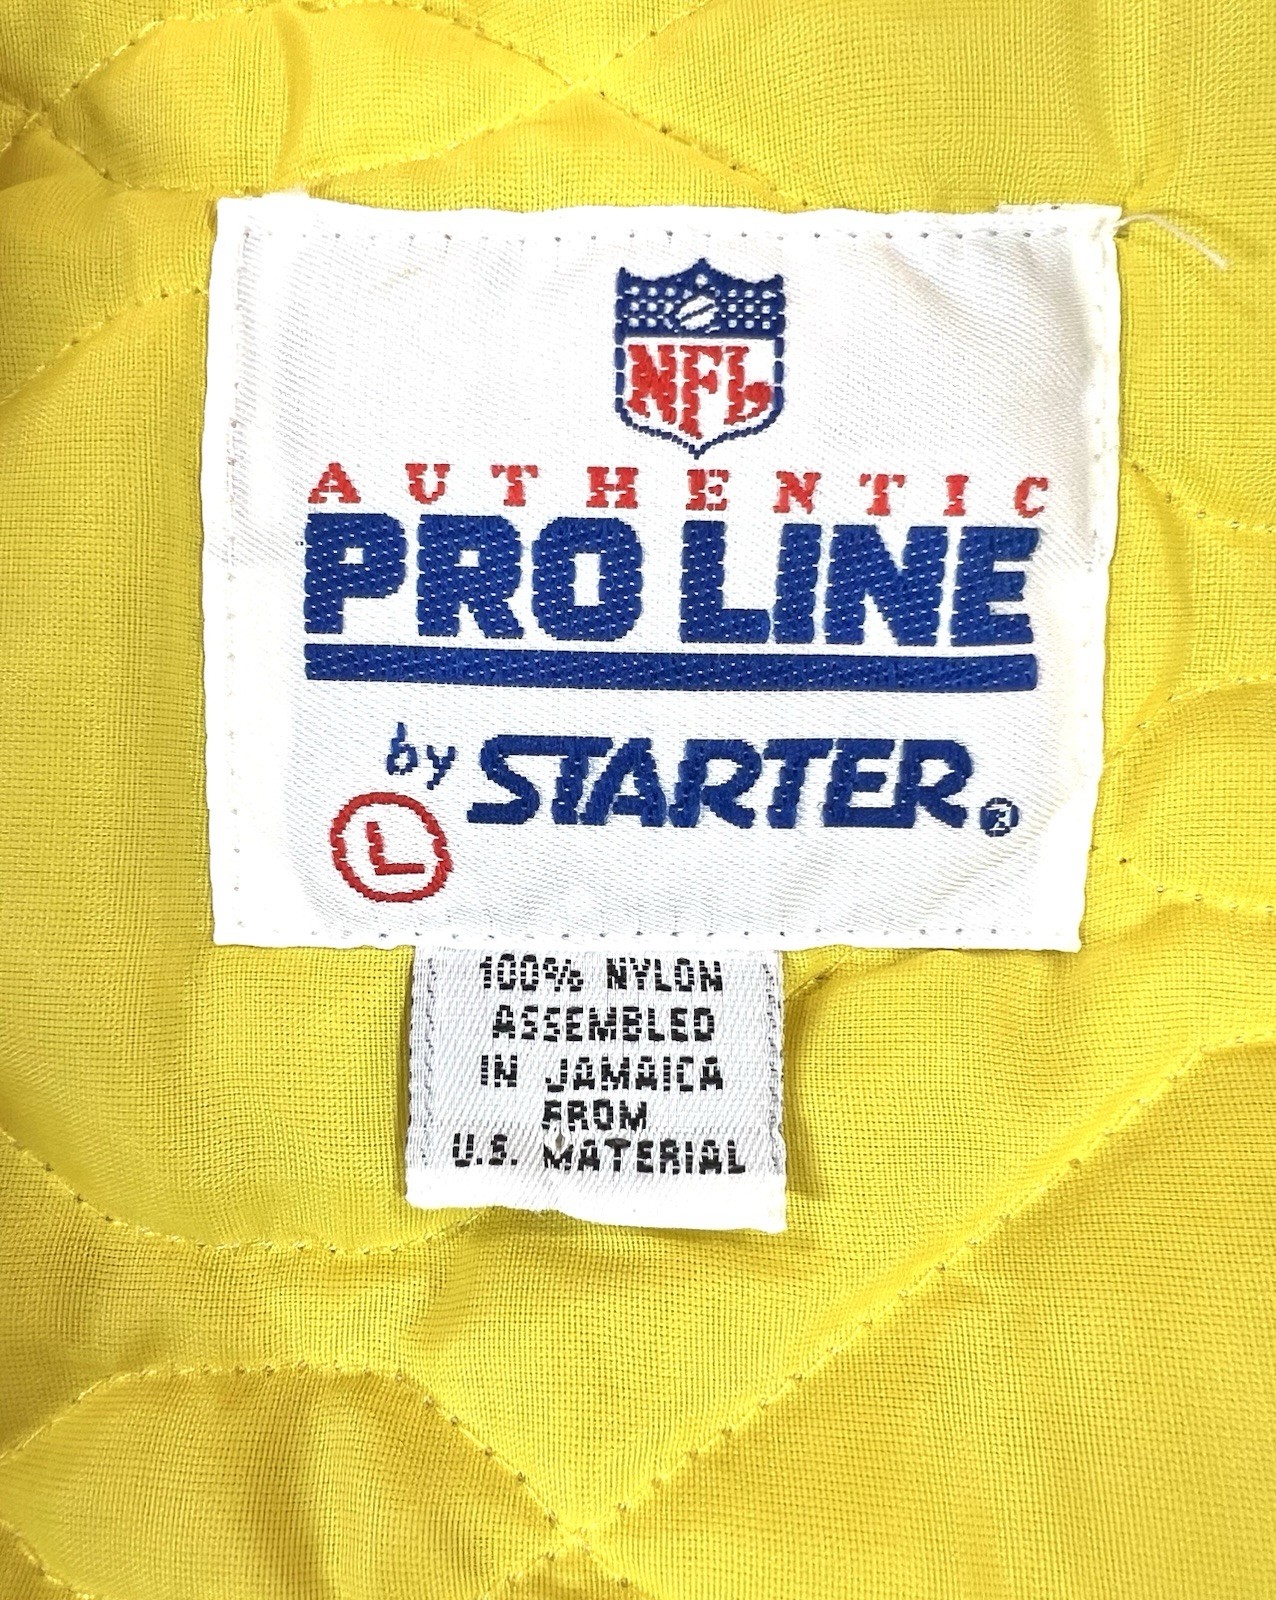 NFL
AUTHENTIC
PRO LINE
by STARTER®
L
100% NYLON
ASSEMBLED
IN JAMAICA
FROM
U.S. MATERIAL